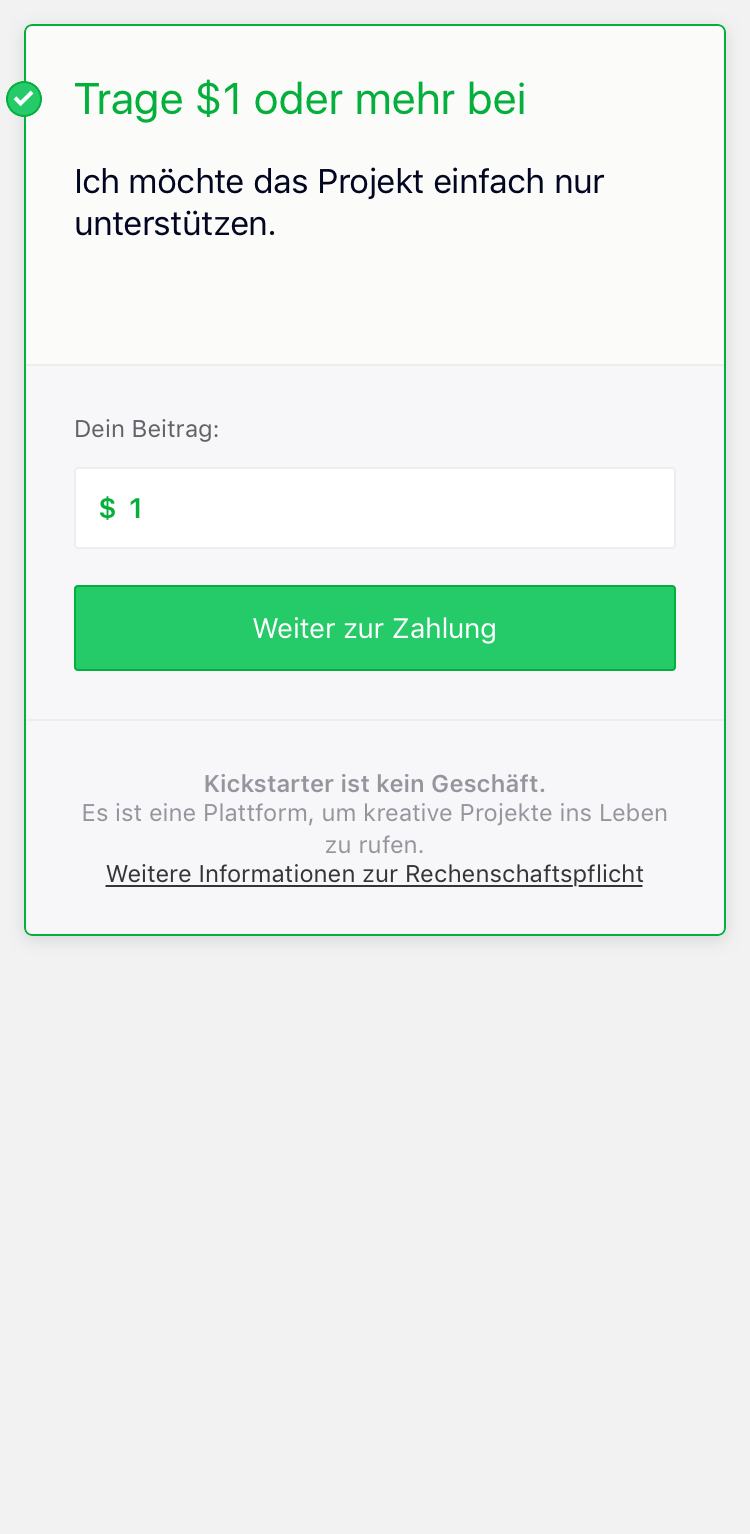 Trage $1 oder mehr bei
Ich möchte das Projekt einfach nur
unterstützen.
Dein Beitrag:
$ 1
Weiter zur Zahlung
Kickstarter ist kein Geschäft.
Es ist eine Plattform, um kreative Projekte ins Leben
zu rufen.
Weitere Informationen zur Rechenschaftspflicht